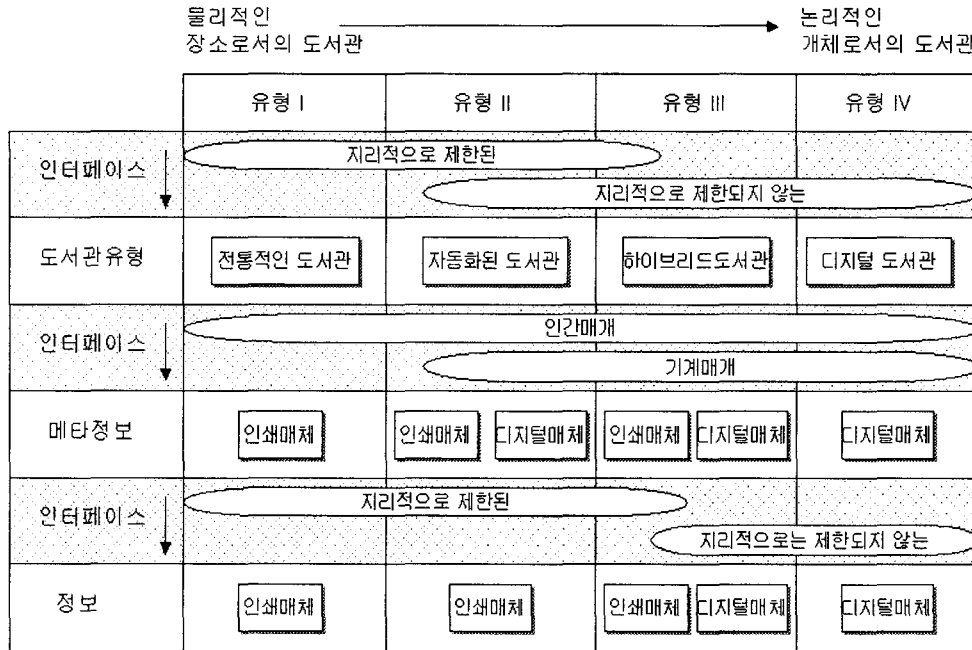 물리적인
장소로서의 도서관
논리적인
개체로서의 도서관
유형 I
유형 II
유형 III
유형 IV
인터페이스
지리적으로 제한된
지리적으로 제한되지 않는
도서관유형
전통적인 도서관
자동화된 도서관
하이브리드도서관
디지털 도서관
인터페이스
인간매개
기계매개
메타정보
인쇄매체
인쇄매체
디지털매체
인쇄매체
디지털매체
디지털매체
인터페이스
지리적으로 제한된
지리적으로는 제한되지 않는
정보
인쇄매체
인쇄매체
인쇄매체
디지털매체
디지털매체